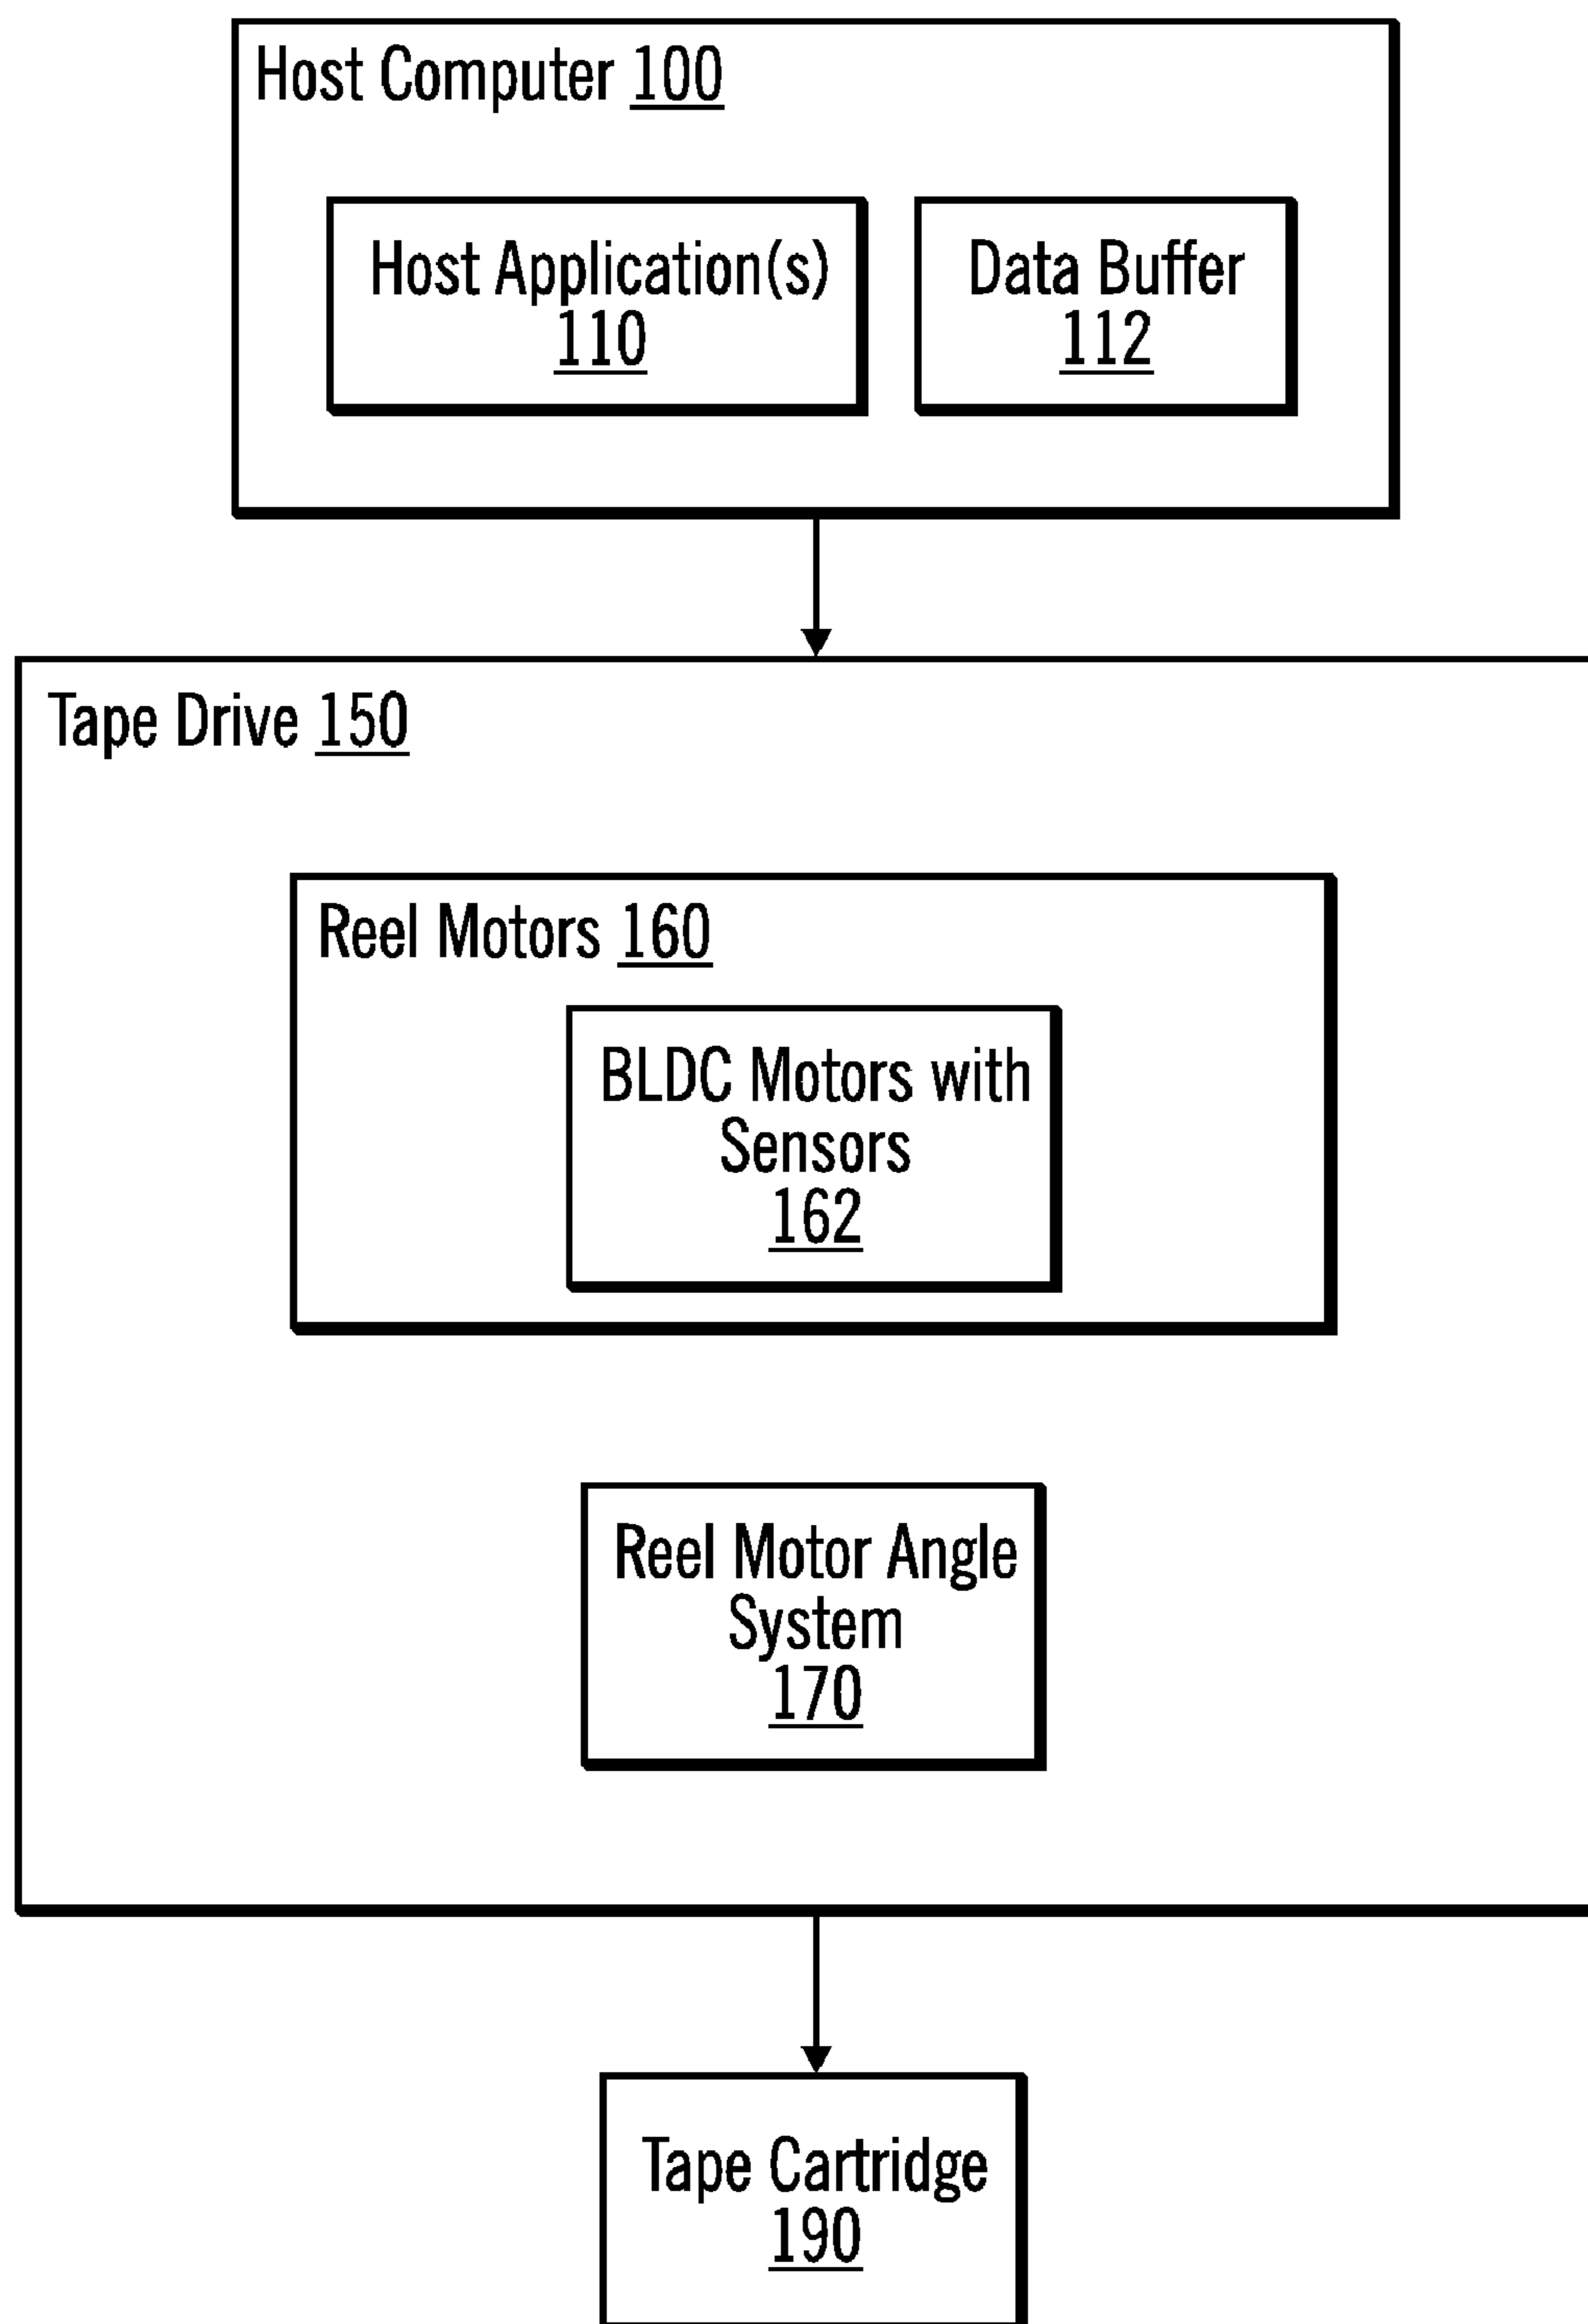 Host Computer 100
Host Application(s)
110
Data Buffer
112
Tape Drive 150
Reel Motors 160
BLDC Motors with
Sensors
162
Reel Motor Angle
System
170
Tape Cartridge
190